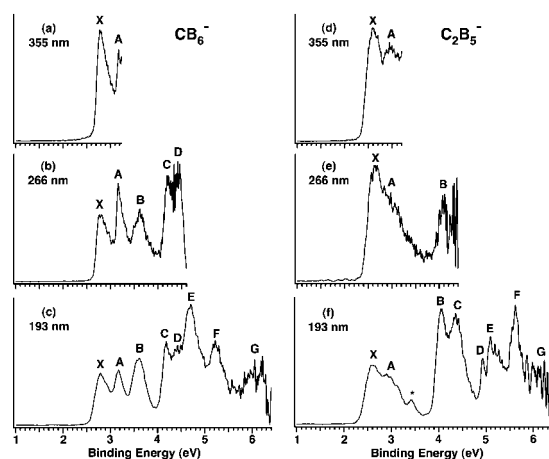 (a)
355 nm
X
A
CB6-
(d)
355 nm
X
A
C2B5-
(b)
266 nm
X
A
B
C
D
(e)
266 nm
X
A
B
(c)
193 nm
X
A
B
C
D
E
F
G
1 2 3 4 5 6
Binding Energy (eV)
(f)
193 nm
X
A
*
B
C
D
E
F
G
1 2 3 4 5 6
Binding Energy (eV)